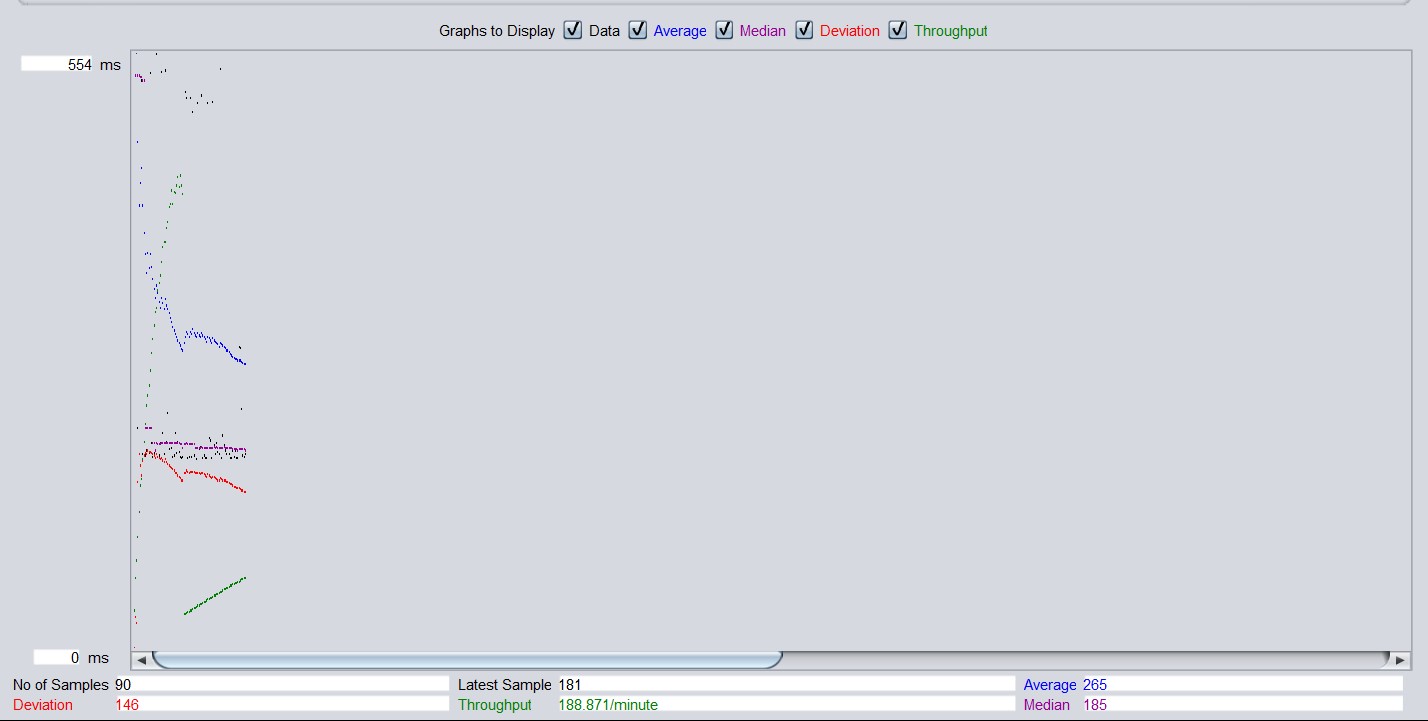 Graphs to Display Data Average Median Deviation Throughput
554 ms
0 ms
No of Samples 90 Latest Sample 181 Average 265
Deviation 146 Throughput 188.871/minute Median 185